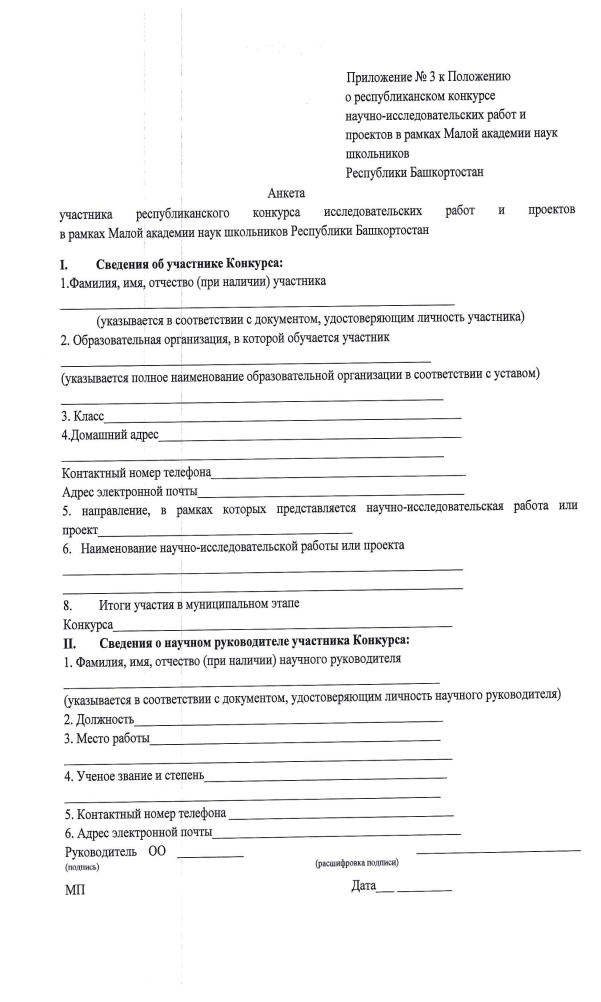 Приложение № 3 к Положению
о республиканском конкурсе
научно-исследовательских работ и
проектов в рамках Малой академии наук
школьников
Республики Башкортостан
Анкета
участника республиканского конкурса исследовательских работ и проектов
в рамках Малой академии наук школьников Республики Башкортостан
I. Сведения об участнике Конкурса:
1.Фамилия, имя, отчество (при наличии) участника
(указывается в соответствии с документом, удостоверяющим личность участника)
2. Образовательная организация, в которой обучается участник
(указывается полное наименование образовательной организации в соответствии с уставом)
3. Класс
4.Домашний адрес
Контактный номер телефона
Адрес электронной почты
5. направление, в рамках которых представляется научно-исследовательская работа или
проект
6. Наименование научно-исследовательской работы или проекта
8. Итоги участия в муниципальном этапе
Конкурса
II. Сведения о научном руководителе участника Конкурса:
1. Фамилия, имя, отчество (при наличии) научного руководителя
(указывается в соответствии с документом, удостоверяющим личность научного руководителя)
2. Должность
3. Место работы
4. Ученое звание и степень
5. Контактный номер телефона
6. Адрес электронной почты
Руководитель ОО
(подпись) (расшифровка подписи)
МП Дата